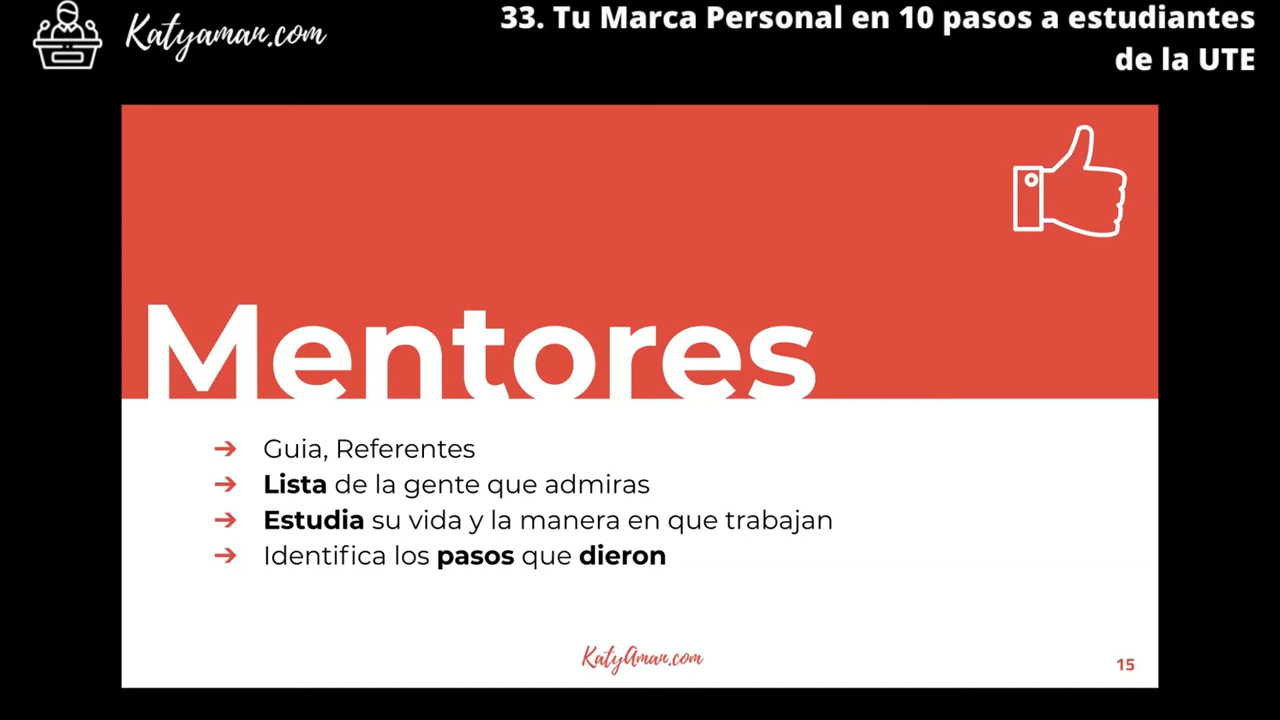 Katyaman.com
33. Tu Marca Personal en 10 pasos a estudiantes
de la UTE
Mentores
➔ Guia, Referentes
➔ Lista de la gente que admiras
➔ Estudia su vida y la manera en que trabajan
➔ Identifica los pasos que dieron
KatyAman.com
15